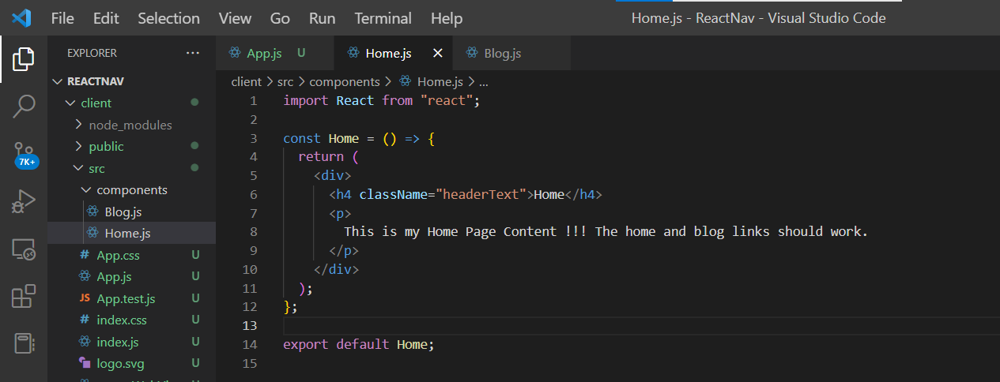 File Edit Selection View Go Run Terminal Help Home.js - ReactNav - Visual Studio Code
EXPLORER ... App.js U Home.js Blog.js
REACTNAV
client > src > components > Home.js > ...
client
node_modules
public
src
components
Blog.js
Home.js
App.css U
App.js U
App.test.js U
index.css U
index.js U
logo.svg U
7K+
1 import React from "react";
2
3 const Home = () => {
4 return (
5 <div>
6 <h4 className="headerText">Home</h4>
7 <p>
8 This is my Home Page Content !!! The home and blog links should work.
9 </p>
10 </div>
11 );
12 };
13
14 export default Home;
15